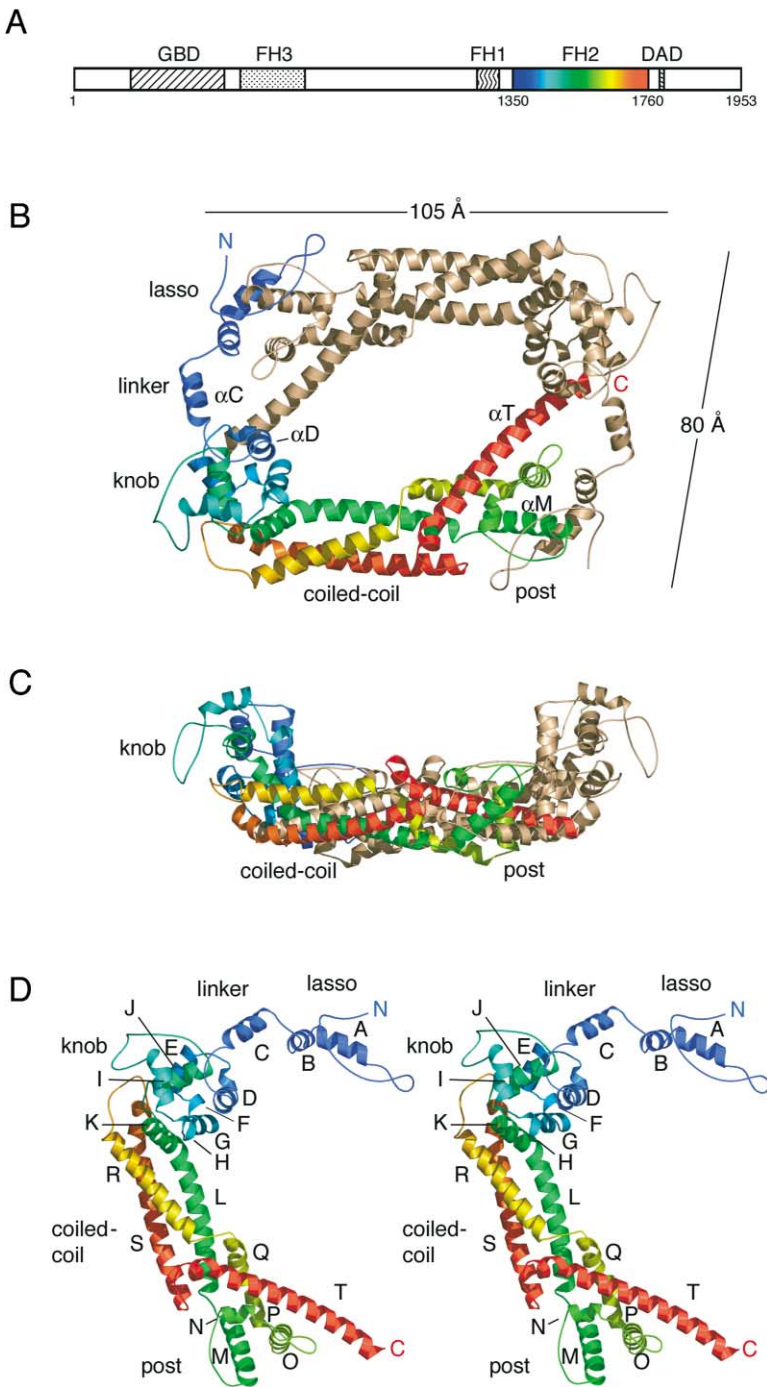 A
GBD FH3 FH1 FH2 DAD
1 1350 1760 1953
B
105 Å
N
lasso
linker
αC
αD
knob
αT
C
80 Å
αM
coiled-coil
post
C
knob
coiled-coil
post
D
linker
lasso
N
J
knob
E
C
B
A
I
D
F
K
G
H
R
L
coiled-
coil
S
Q
T
N
P
C
M
O
post
linker
lasso
N
J
knob
E
C
B
A
I
D
F
K
G
H
R
L
coiled-
coil
S
Q
T
N
P
C
M
O
post